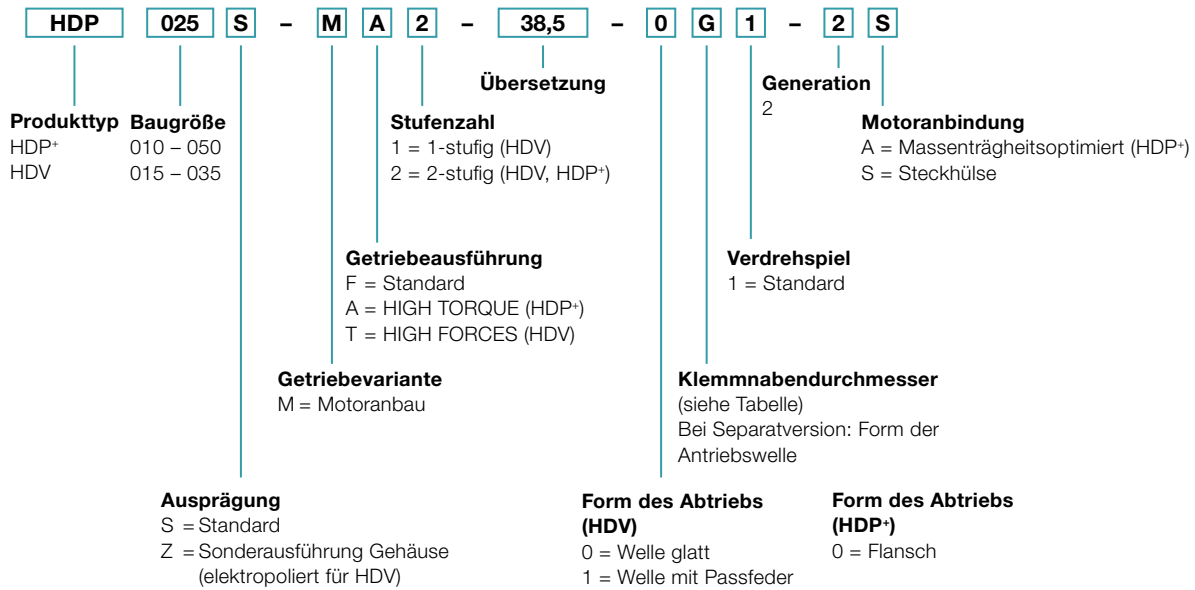 HDP 025 S – M A 2 – 38,5 – 0 G 1 – 2 S
Produkttyp
HDP+
HDV
Baugröße
010 – 050
015 – 035
Ausprägung
S = Standard
Z = Sonderausführung Gehäuse
(elektropoliert für HDV)
Getriebevariante
M = Motoranbau
Getriebeausführung
F = Standard
A = HIGH TORQUE (HDP+)
T = HIGH FORCES (HDV)
Stufenzahl
1 = 1-stufig (HDV)
2 = 2-stufig (HDV, HDP+)
Übersetzung
Form des Abtriebs
(HDV)
0 = Welle glatt
1 = Welle mit Passfeder
Form des Abtriebs
(HDP+)
0 = Flansch
Klemmnabendurchmesser
(siehe Tabelle)
Bei Separatversion: Form der
Antriebswelle
Verdrehspiel
1 = Standard
Generation
2
Motoranbindung
A = Massenträgheitsoptimiert (HDP+)
S = Steckhülse